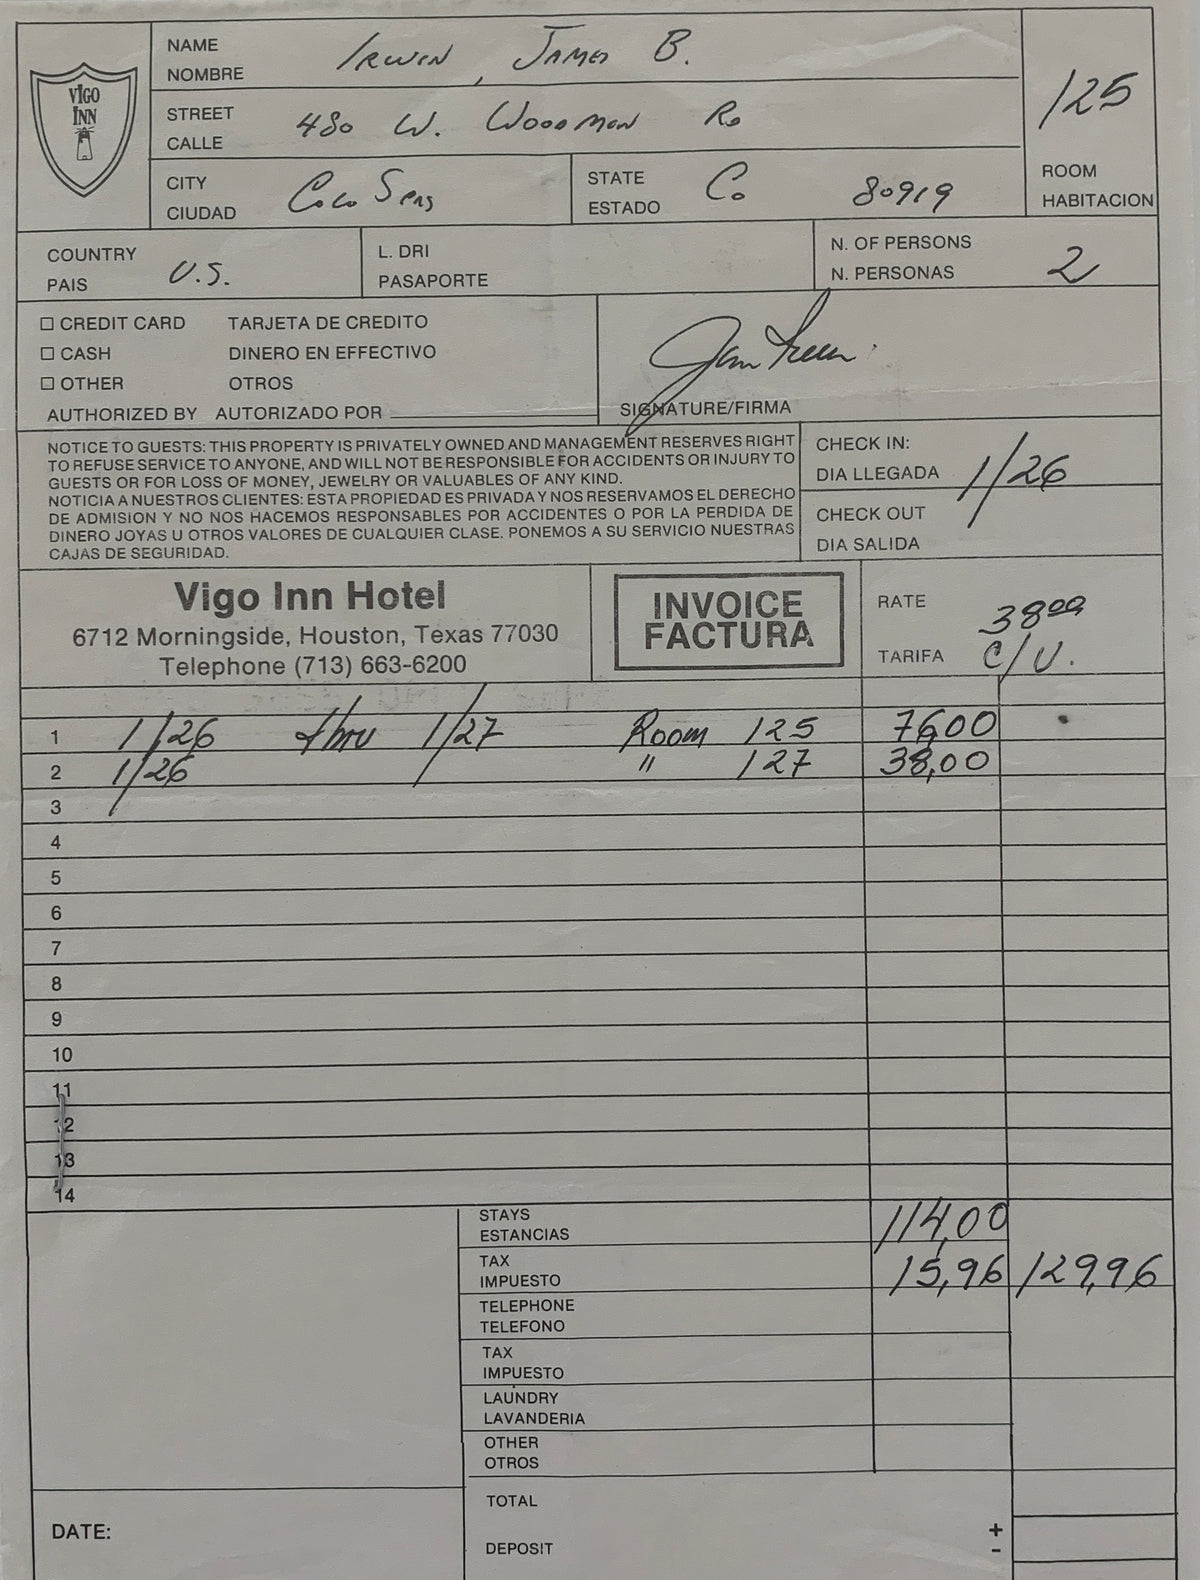 VIGO
INN
NAME
NOMBRE
IRWIN, JAMES B.
STREET
CALLE
480 W. WOODMEN RD
125
ROOM
HABITACION
CITY
CIUDAD
COLO SPGS
STATE
ESTADO
CO 80919
COUNTRY
PAIS
U.S.
L. DRI
PASAPORTE
N. OF PERSONS
N. PERSONAS
2
☐ CREDIT CARD TARJETA DE CREDITO
☐ CASH DINERO EN EFFECTIVO
☐ OTHER OTROS
AUTHORIZED BY AUTORIZADO POR
Jim Irwin
SIGNATURE/FIRMA
NOTICE TO GUESTS: THIS PROPERTY IS PRIVATELY OWNED AND MANAGEMENT RESERVES RIGHT
TO REFUSE SERVICE TO ANYONE, AND WILL NOT BE RESPONSIBLE FOR ACCIDENTS OR INJURY TO
GUESTS OR FOR LOSS OF MONEY, JEWELRY OR VALUABLES OF ANY KIND.
NOTICIA A NUESTROS CLIENTES: ESTA PROPIEDAD ES PRIVADA Y NOS RESERVAMOS EL DERECHO
DE ADMISION Y NO NOS HACEMOS RESPONSABLES POR ACCIDENTES O POR LA PERDIDA DE
DINERO JOYAS U OTROS VALORES DE CUALQUIER CLASE. PONEMOS A SU SERVICIO NUESTRAS
CAJAS DE SEGURIDAD.
CHECK IN:
DIA LLEGADA
1/26
CHECK OUT
DIA SALIDA
Vigo Inn Hotel
6712 Morningside, Houston, Texas 77030
Telephone (713) 663-6200
INVOICE
FACTURA
RATE
TARIFA
38.00
C/U.
1 1/26 thru 1/27 Room 125 76,00
2 1/26 " 127 38,00
3
4
5
6
7
8
9
10
11
12
13
14
STAYS
ESTANCIAS
114,00
TAX
IMPUESTO
15,96 129,96
TELEPHONE
TELEFONO
TAX
IMPUESTO
LAUNDRY
LAVANDERIA
OTHER
OTROS
TOTAL
DATE:
DEPOSIT
+
-